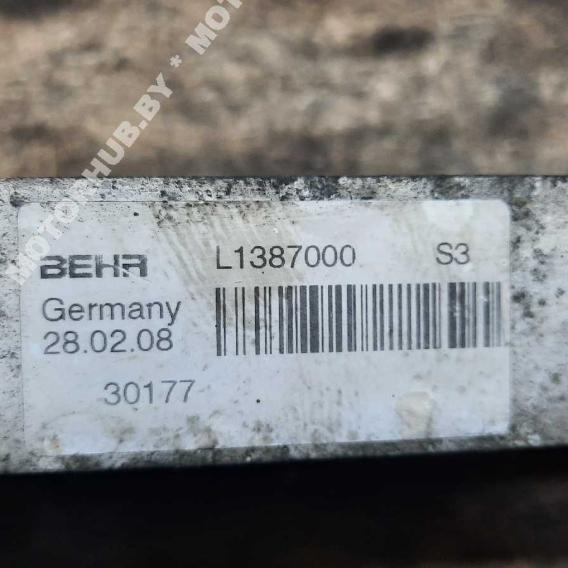 MOTORHUB.BY * MOT
BEHR L1387000 S3
Germany
28.02.08
30177